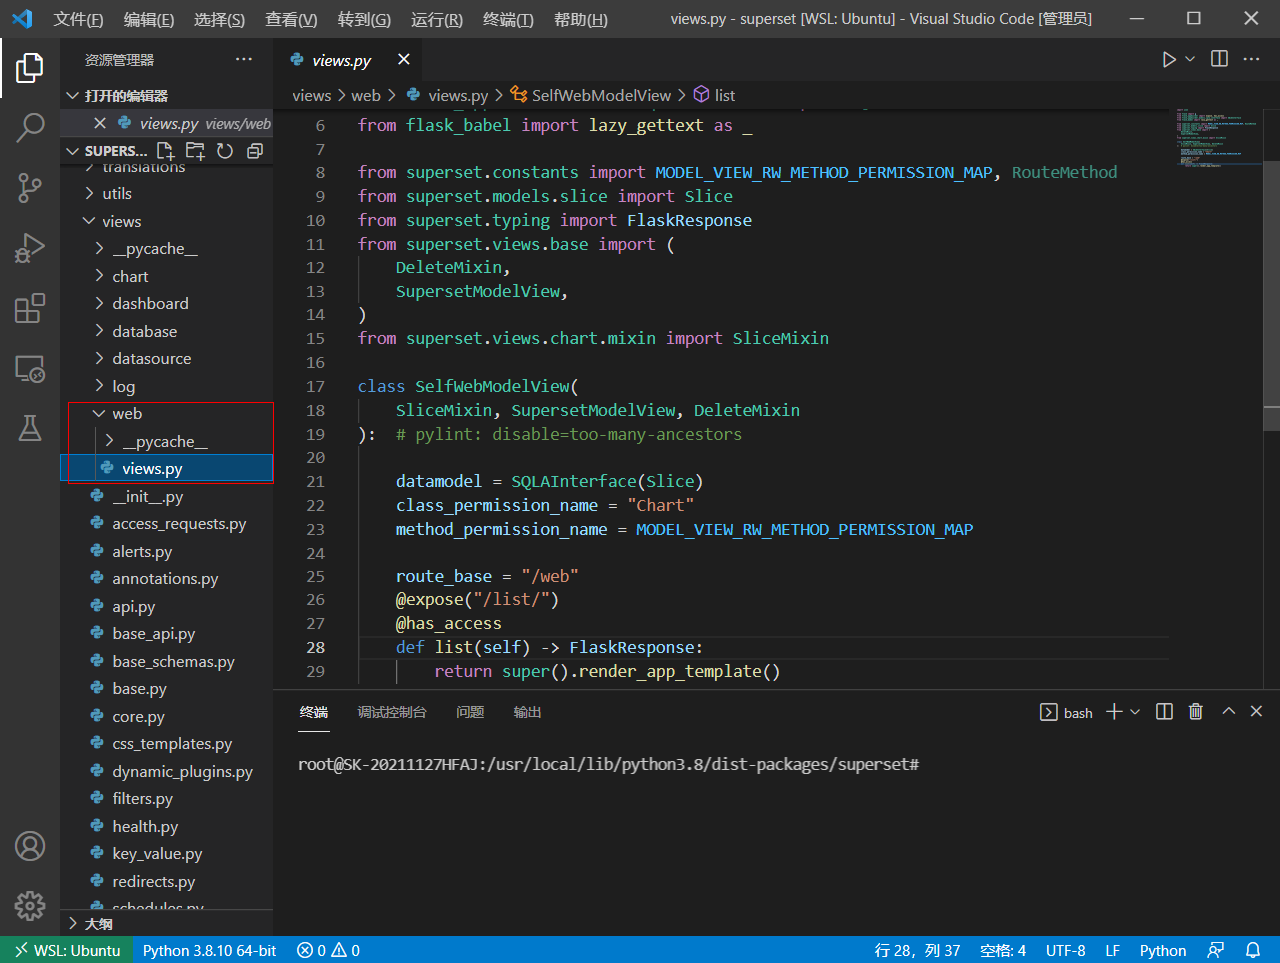 文件(F) 编辑(E) 选择(S) 查看(V) 转到(G) 运行(R) 终端(T) 帮助(H) views.py - superset [WSL: Ubuntu] - Visual Studio Code [管理员]
资源管理器
打开的编辑器
views.py views/web
SUPERS...
translations
utils
views
__pycache__
chart
dashboard
database
datasource
log
web
__pycache__
views.py
__init__.py
access_requests.py
alerts.py
annotations.py
api.py
base_api.py
base_schemas.py
base.py
core.py
css_templates.py
dynamic_plugins.py
filters.py
health.py
key_value.py
redirects.py
schedules.py
大纲
views.py
views > web > views.py > SelfWebModelView > list
6 from flask_babel import lazy_gettext as _
7
8 from superset.constants import MODEL_VIEW_RW_METHOD_PERMISSION_MAP, RouteMethod
9 from superset.models.slice import Slice
10 from superset.typing import FlaskResponse
11 from superset.views.base import (
12 DeleteMixin,
13 SupersetModelView,
14 )
15 from superset.views.chart.mixin import SliceMixin
16
17 class SelfWebModelView(
18 SliceMixin, SupersetModelView, DeleteMixin
19 ): # pylint: disable=too-many-ancestors
20
21 datamodel = SQLAInterface(Slice)
22 class_permission_name = "Chart"
23 method_permission_name = MODEL_VIEW_RW_METHOD_PERMISSION_MAP
24
25 route_base = "/web"
26 @expose("/list/")
27 @has_access
28 def list(self) -> FlaskResponse:
29 return super().render_app_template()
终端 调试控制台 问题 输出 bash
root@SK-20211127HFAJ:/usr/local/lib/python3.8/dist-packages/superset#
WSL: Ubuntu Python 3.8.10 64-bit 0 0 行 28，列 37 空格: 4 UTF-8 LF Python